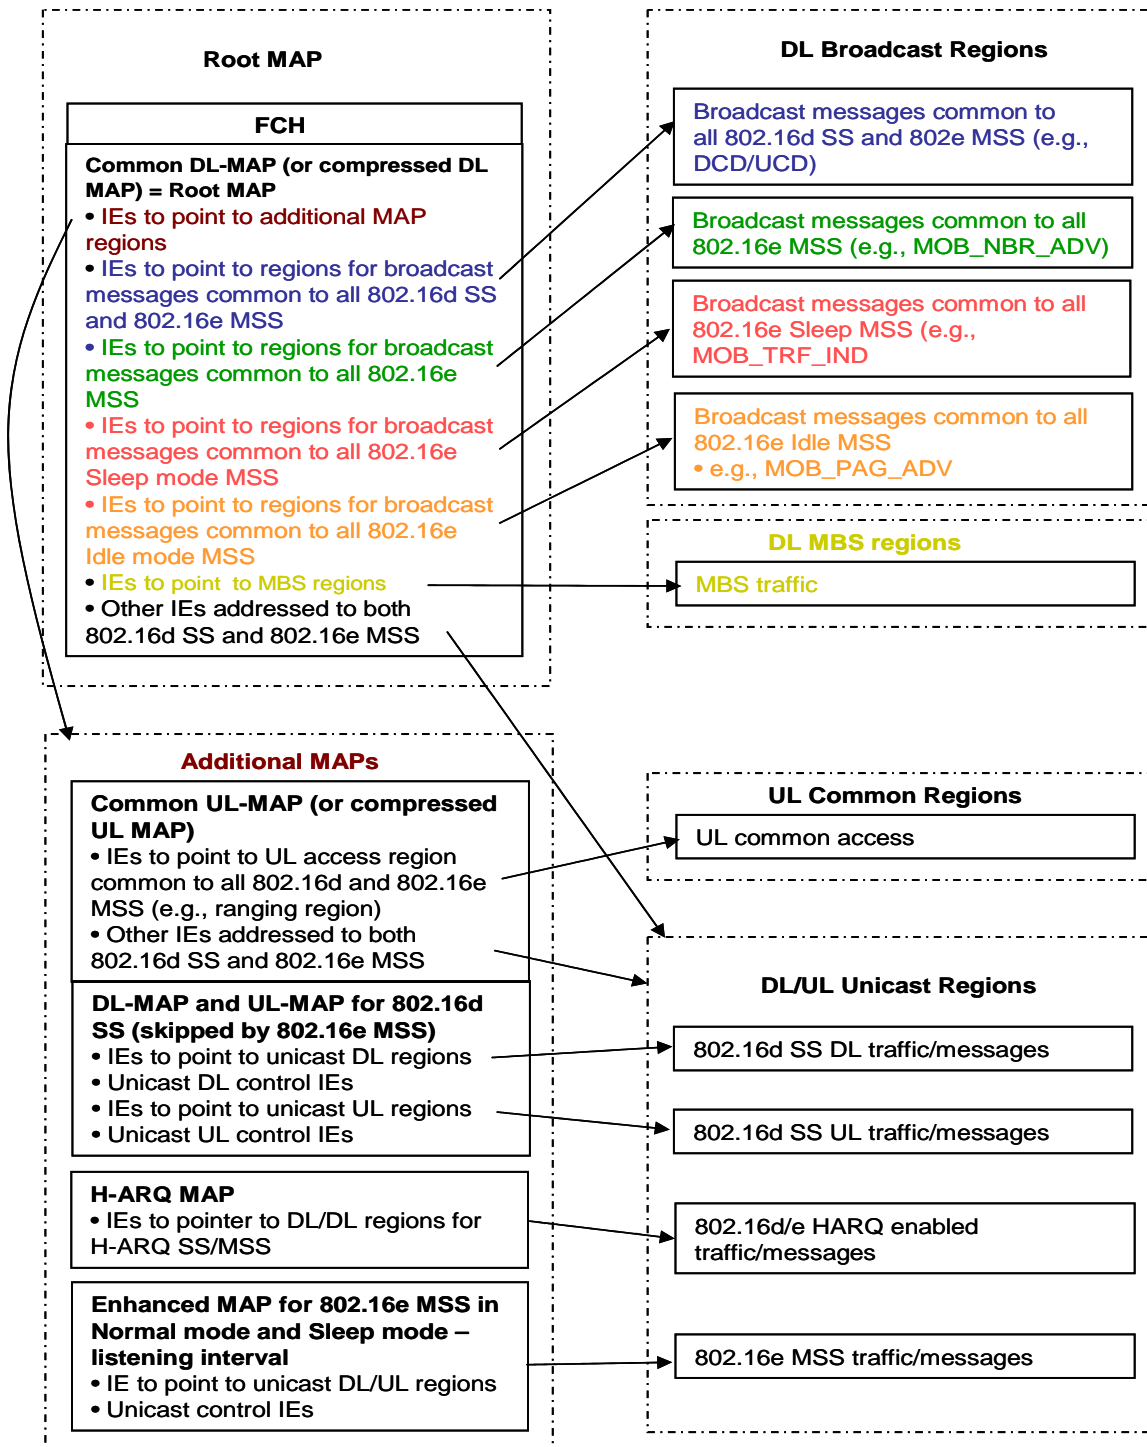 Root MAP
FCH
Common DL-MAP (or compressed DL
MAP) = Root MAP
• IEs to point to additional MAP
regions
• IEs to point to regions for broadcast
messages common to all 802.16d SS
and 802.16e MSS
• IEs to point to regions for broadcast
messages common to all 802.16e
MSS
• IEs to point to regions for broadcast
messages common to all 802.16e
Sleep mode MSS
• IEs to point to regions for broadcast
messages common to all 802.16e
Idle mode MSS
• IEs to point to MBS regions
• Other IEs addressed to both
802.16d SS and 802.16e MSS
DL Broadcast Regions
Broadcast messages common to
all 802.16d SS and 802e MSS (e.g.,
DCD/UCD)
Broadcast messages common to all
802.16e MSS (e.g., MOB_NBR_ADV)
Broadcast messages common to all
802.16e Sleep MSS (e.g.,
MOB_TRF_IND
Broadcast messages common to all
802.16e Idle MSS
• e.g., MOB_PAG_ADV
DL MBS regions
MBS traffic
Additional MAPs
Common UL-MAP (or compressed
UL MAP)
• IEs to point to UL access region
common to all 802.16d and 802.16e
MSS (e.g., ranging region)
• Other IEs addressed to both
802.16d SS and 802.16e MSS
DL-MAP and UL-MAP for 802.16d
SS (skipped by 802.16e MSS)
• IEs to point to unicast DL regions
• Unicast DL control IEs
• IEs to point to unicast UL regions
• Unicast UL control IEs
H-ARQ MAP
• IEs to pointer to DL/DL regions for
H-ARQ SS/MSS
Enhanced MAP for 802.16e MSS in
Normal mode and Sleep mode –
listening interval
• IE to point to unicast DL/UL regions
• Unicast control IEs
UL Common Regions
UL common access
DL/UL Unicast Regions
802.16d SS DL traffic/messages
802.16d SS UL traffic/messages
802.16d/e HARQ enabled
traffic/messages
802.16e MSS traffic/messages